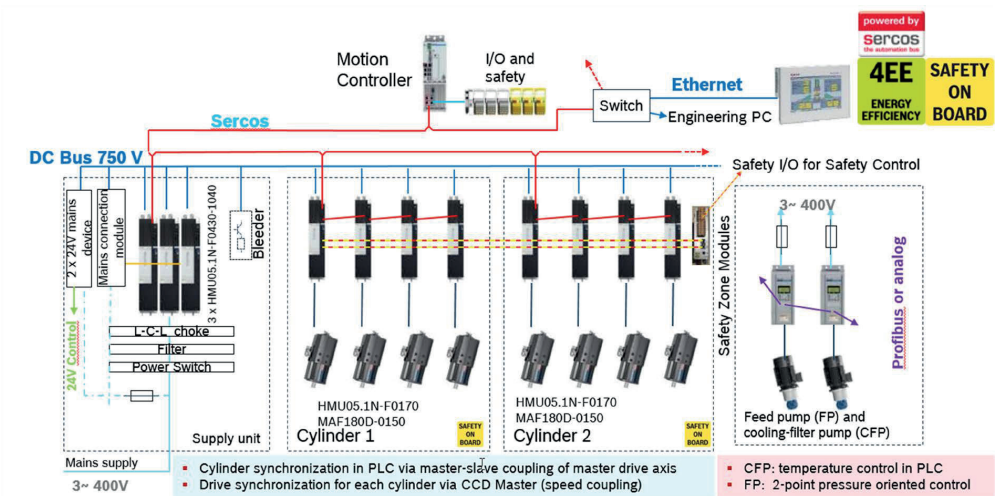 powered by
sercos
the automation bus
4EE
ENERGY
EFFICIENCY
SAFETY
ON
BOARD
Motion
Controller
I/O and
safety
Switch
Ethernet
Engineering PC
Sercos
DC Bus 750 V
Safety I/O for Safety Control
2 x 24V mains
device
Mains connection
module
3 x HMU05.1N-F0430-1040
Bleeder
24V Control
L-C-L choke
Filter
Power Switch
Supply unit
Mains supply
3~ 400V
HMU05.1N-F0170
MAF180D-0150
Cylinder 1
SAFETY
ON
BOARD
HMU05.1N-F0170
MAF180D-0150
Cylinder 2
SAFETY
ON
BOARD
Safety Zone Modules
3~ 400V
Profibus or analog
Feed pump (FP) and
cooling-filter pump (CFP)
▪ Cylinder synchronization in PLC via master-slave coupling of master drive axis
▪ Drive synchronization for each cylinder via CCD Master (speed coupling)
▪ CFP: temperature control in PLC
▪ FP: 2-point pressure oriented control